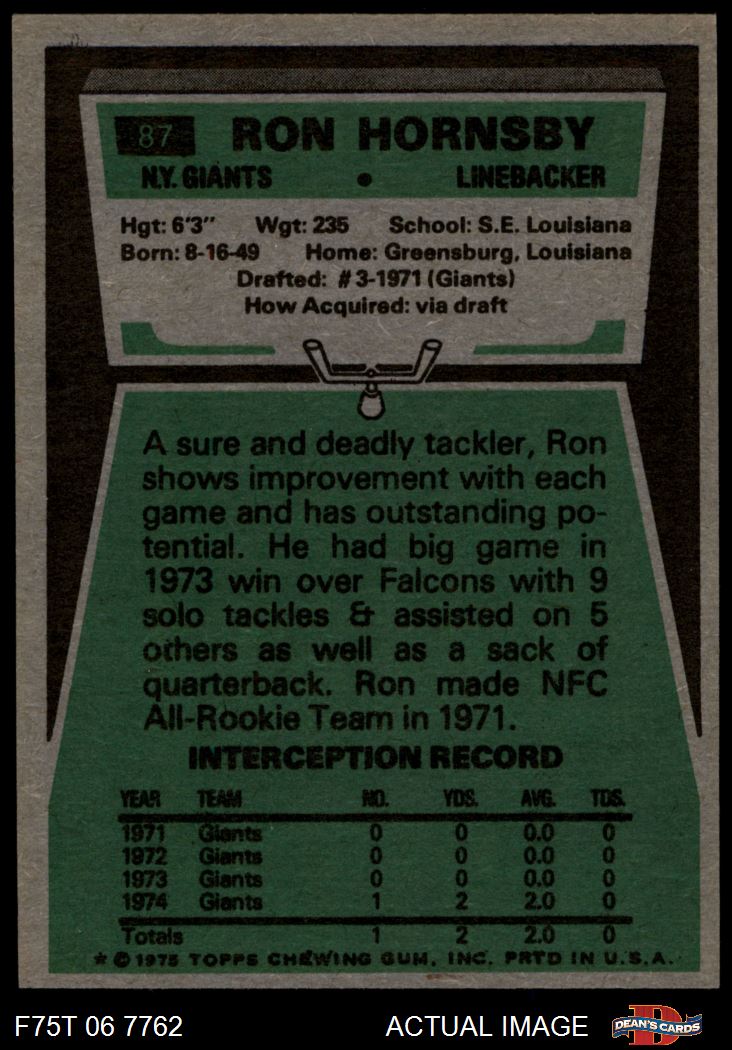 87 RON HORNSBY
N.Y. GIANTS • LINEBACKER
Hgt: 6'3" Wgt: 235 School: S.E. Louisiana
Born: 8-16-49 Home: Greensburg, Louisiana
Drafted: #3-1971 (Giants)
How Acquired: via draft
A sure and deadly tackler, Ron
shows improvement with each
game and has outstanding po-
tential. He had big game in
1973 win over Falcons with 9
solo tackles & assisted on 5
others as well as a sack of
quarterback. Ron made NFC
All-Rookie Team in 1971.
INTERCEPTION RECORD
YEAR TEAM NO. YDS. AVG. TDS.
1971 Giants 0 0 0.0 0
1972 Giants 0 0 0.0 0
1973 Giants 0 0 0.0 0
1974 Giants 1 2 2.0 0
Totals 1 2 2.0 0
* © 1975 TOPPS CHEWING GUM, INC. PRTD IN U.S.A.
F75T 06 7762 ACTUAL IMAGE DEAN'S CARDS